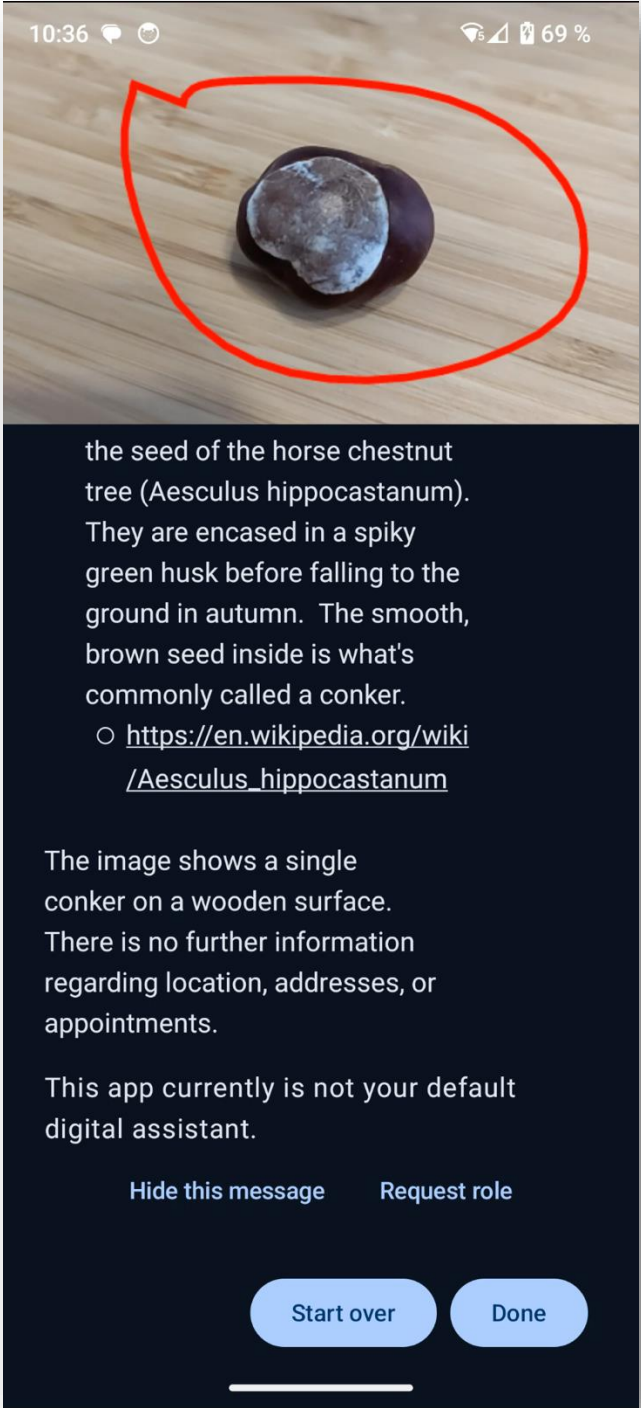 10:36 5 69 %
the seed of the horse chestnut
tree (Aesculus hippocastanum).
They are encased in a spiky
green husk before falling to the
ground in autumn.  The smooth,
brown seed inside is what's
commonly called a conker.
https://en.wikipedia.org/wiki
/Aesculus_hippocastanum
The image shows a single
conker on a wooden surface.
There is no further information
regarding location, addresses, or
appointments.
This app currently is not your default
digital assistant.
Hide this message Request role
Start over Done